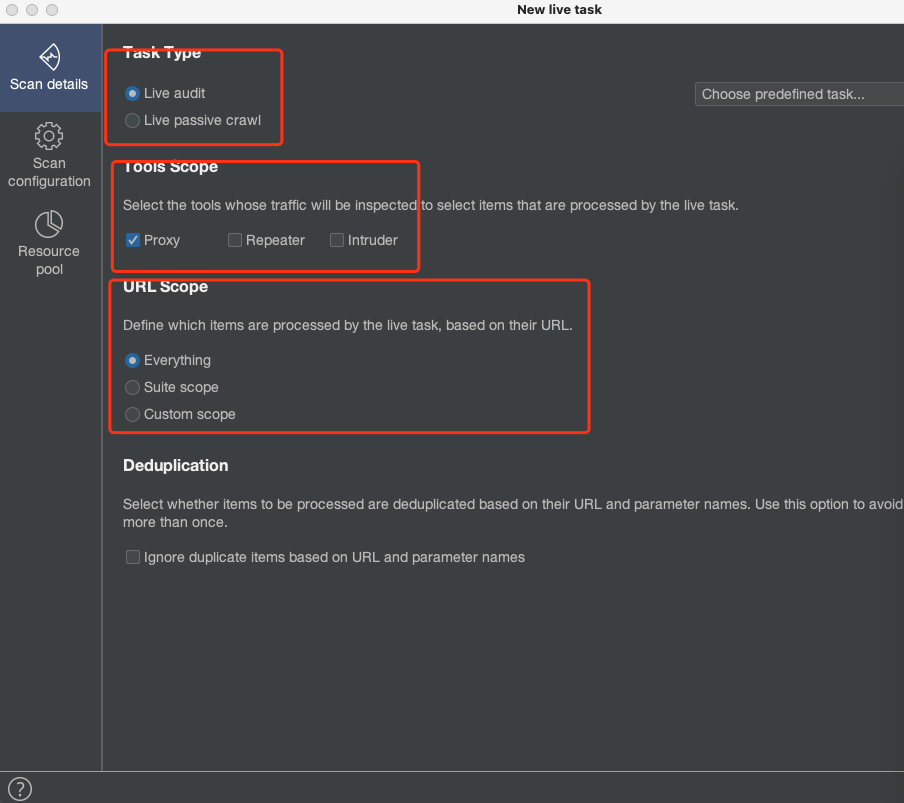 New live task
Scan details
Scan
configuration
Resource
pool
Task Type
Live audit
Live passive crawl
Choose predefined task...
Tools Scope
Select the tools whose traffic will be inspected to select items that are processed by the live task.
Proxy Repeater Intruder
URL Scope
Define which items are processed by the live task, based on their URL.
Everything
Suite scope
Custom scope
Deduplication
Select whether items to be processed are deduplicated based on their URL and parameter names. Use this option to avoid
more than once.
Ignore duplicate items based on URL and parameter names
?